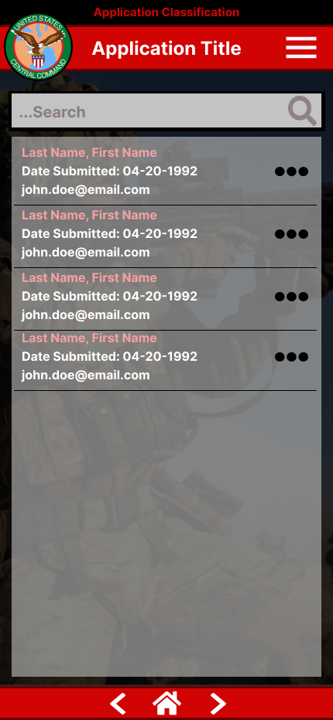 Application Classification
UNITED STATES
CENTRAL COMMAND
Application Title
...Search
Last Name, First Name
Date Submitted: 04-20-1992
john.doe@email.com
Last Name, First Name
Date Submitted: 04-20-1992
john.doe@email.com
Last Name, First Name
Date Submitted: 04-20-1992
john.doe@email.com
Last Name, First Name
Date Submitted: 04-20-1992
john.doe@email.com